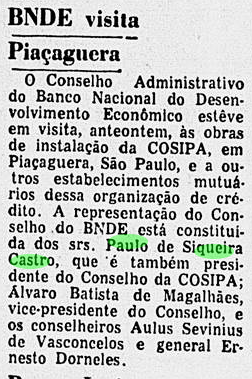 BNDE visita
Piaçaguera
O Conselho Administrativo
do Banco Nacional do Desen-
volvimento Econômico estêve
em visita, anteontem, às obras
de instalação da COSIPA, em
Piaçaguera, São Paulo, e a ou-
tros estabelecimentos mutuá-
rios dessa organização de cré-
dito. A representação do Con-
selho do BNDE está constituí-
da dos srs. Paulo de Siqueira
Castro, que é também presi-
dente do Conselho da COSIPA;
Álvaro Batista de Magalhães,
vice-presidente do Conselho, e
os conselheiros Aulus Sevinius
de Vasconcelos e general Er-
nesto Dorneles.